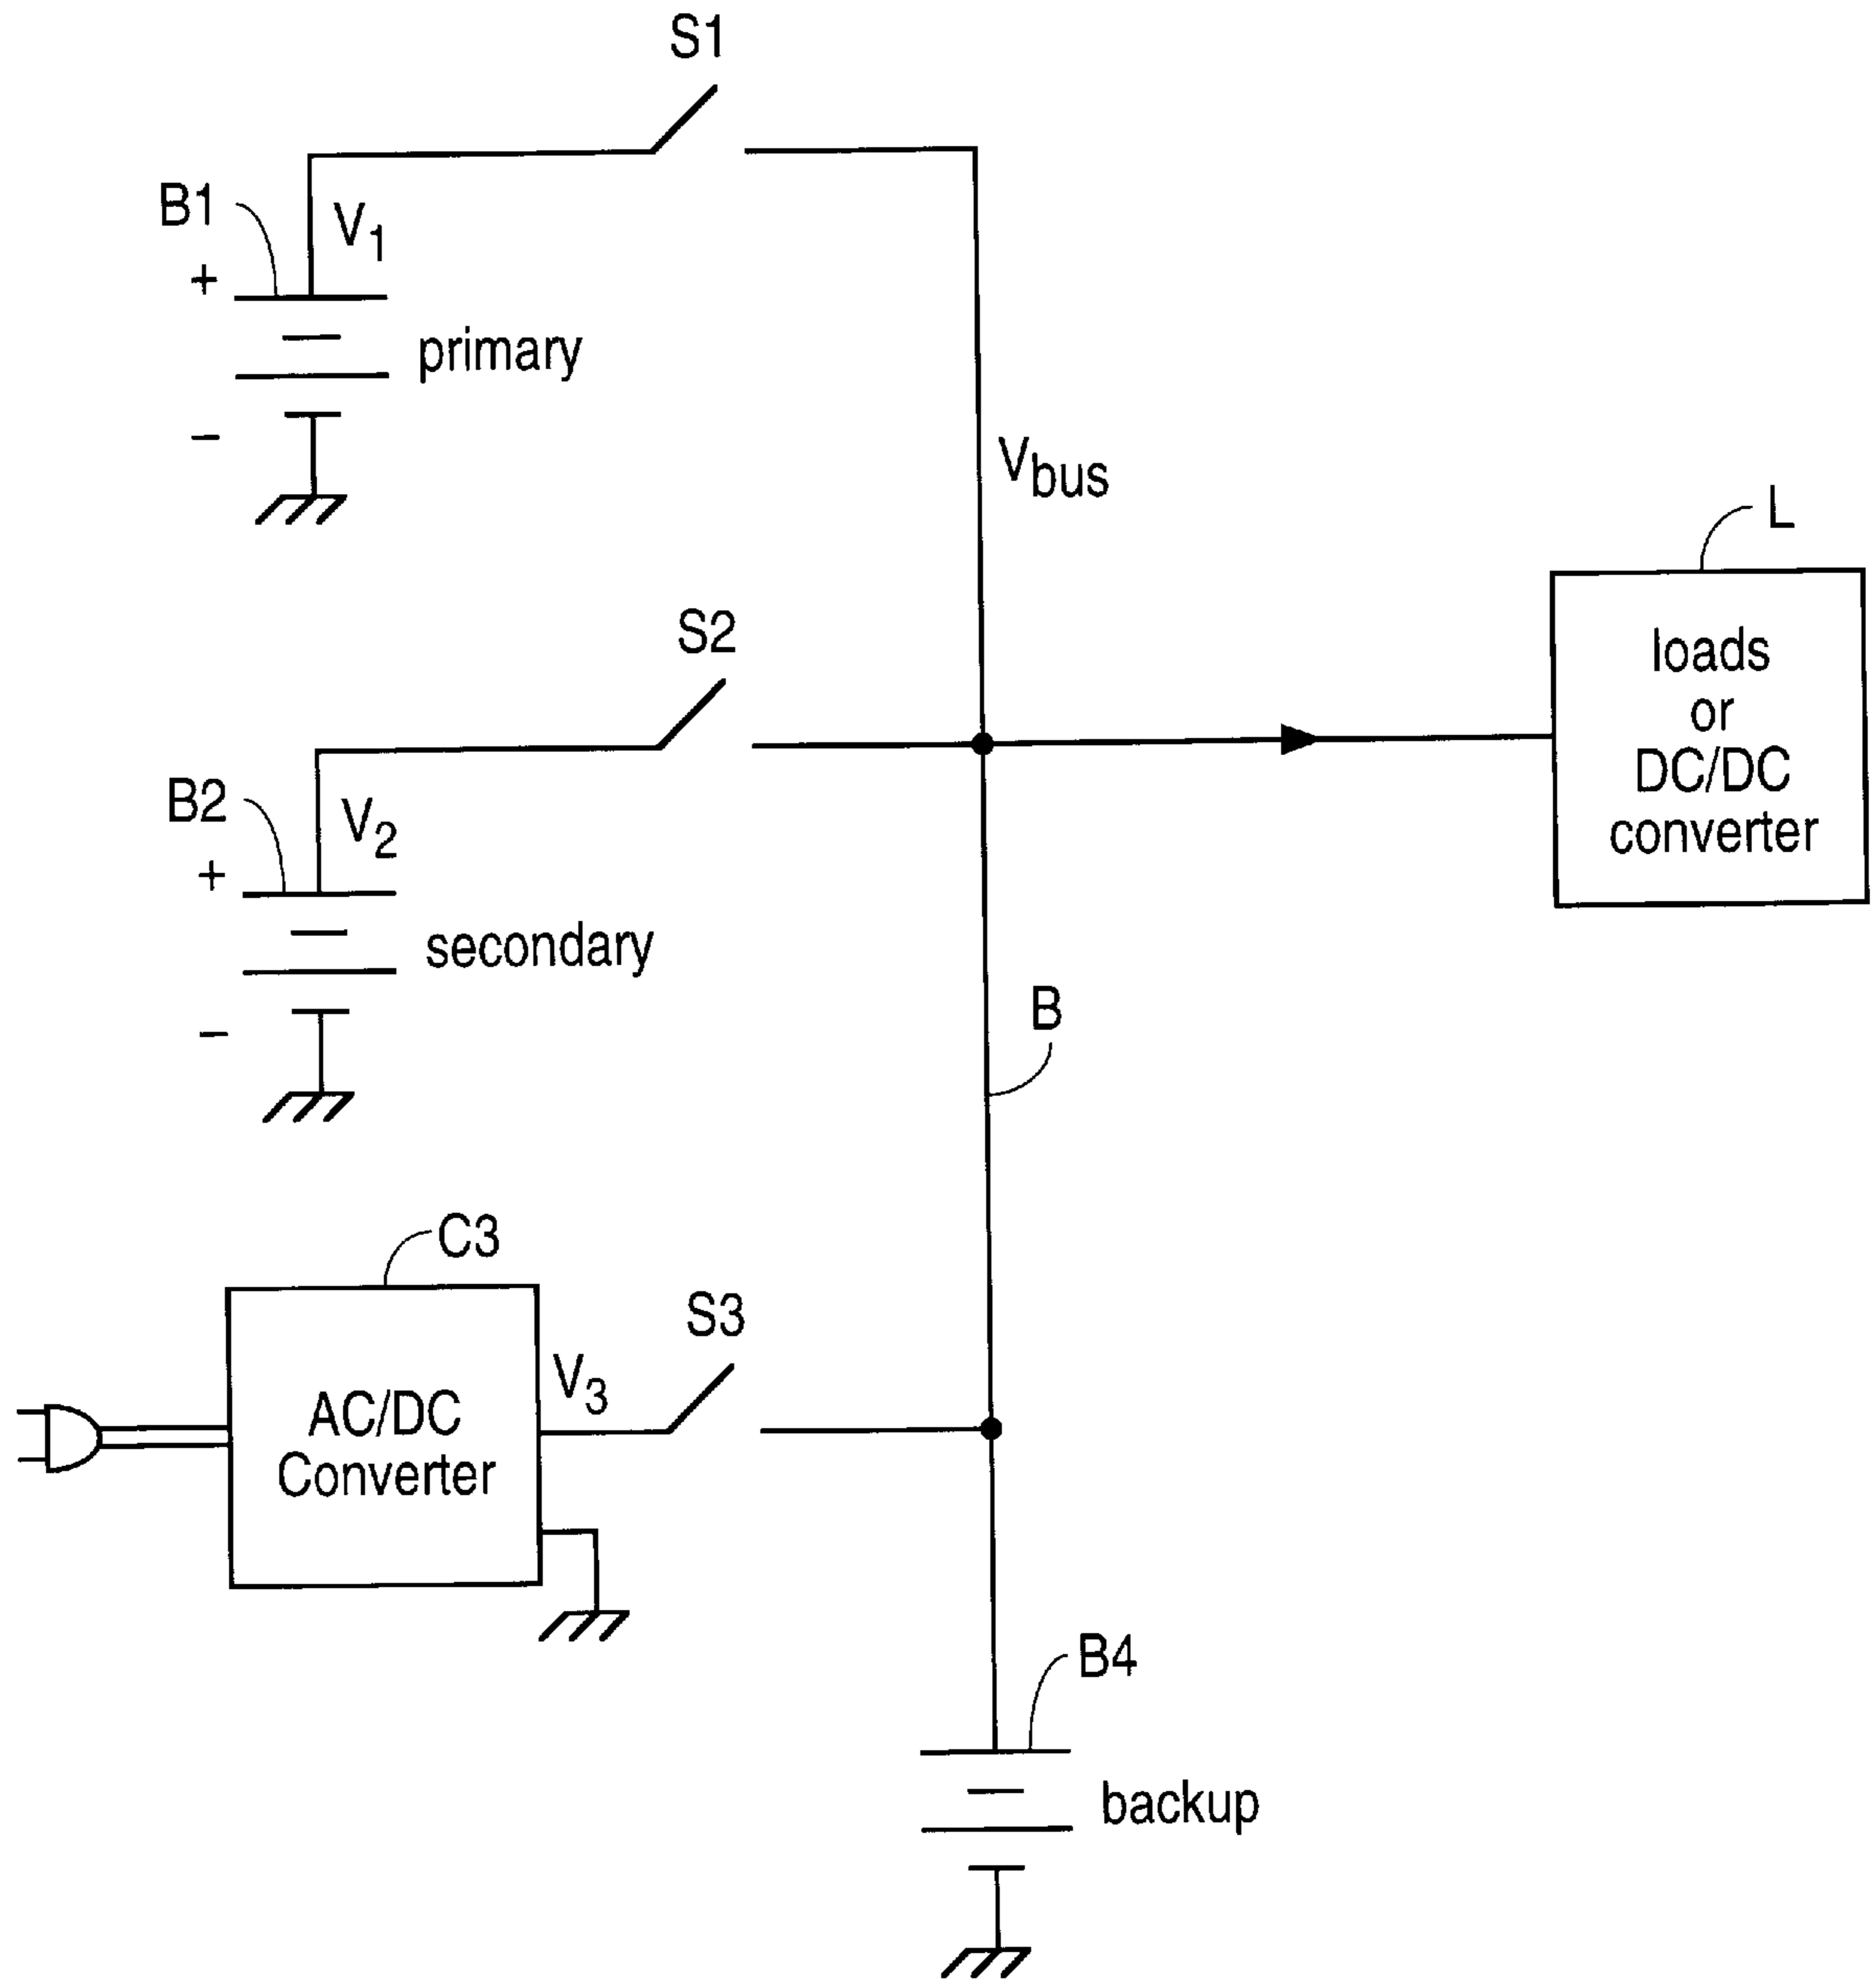 S1
B1
V1
+
primary
−
Vbus
L
loads
or
DC/DC
converter
S2
B2
V2
+
secondary
−
B
C3
S3
V3
AC/DC
Converter
B4
backup